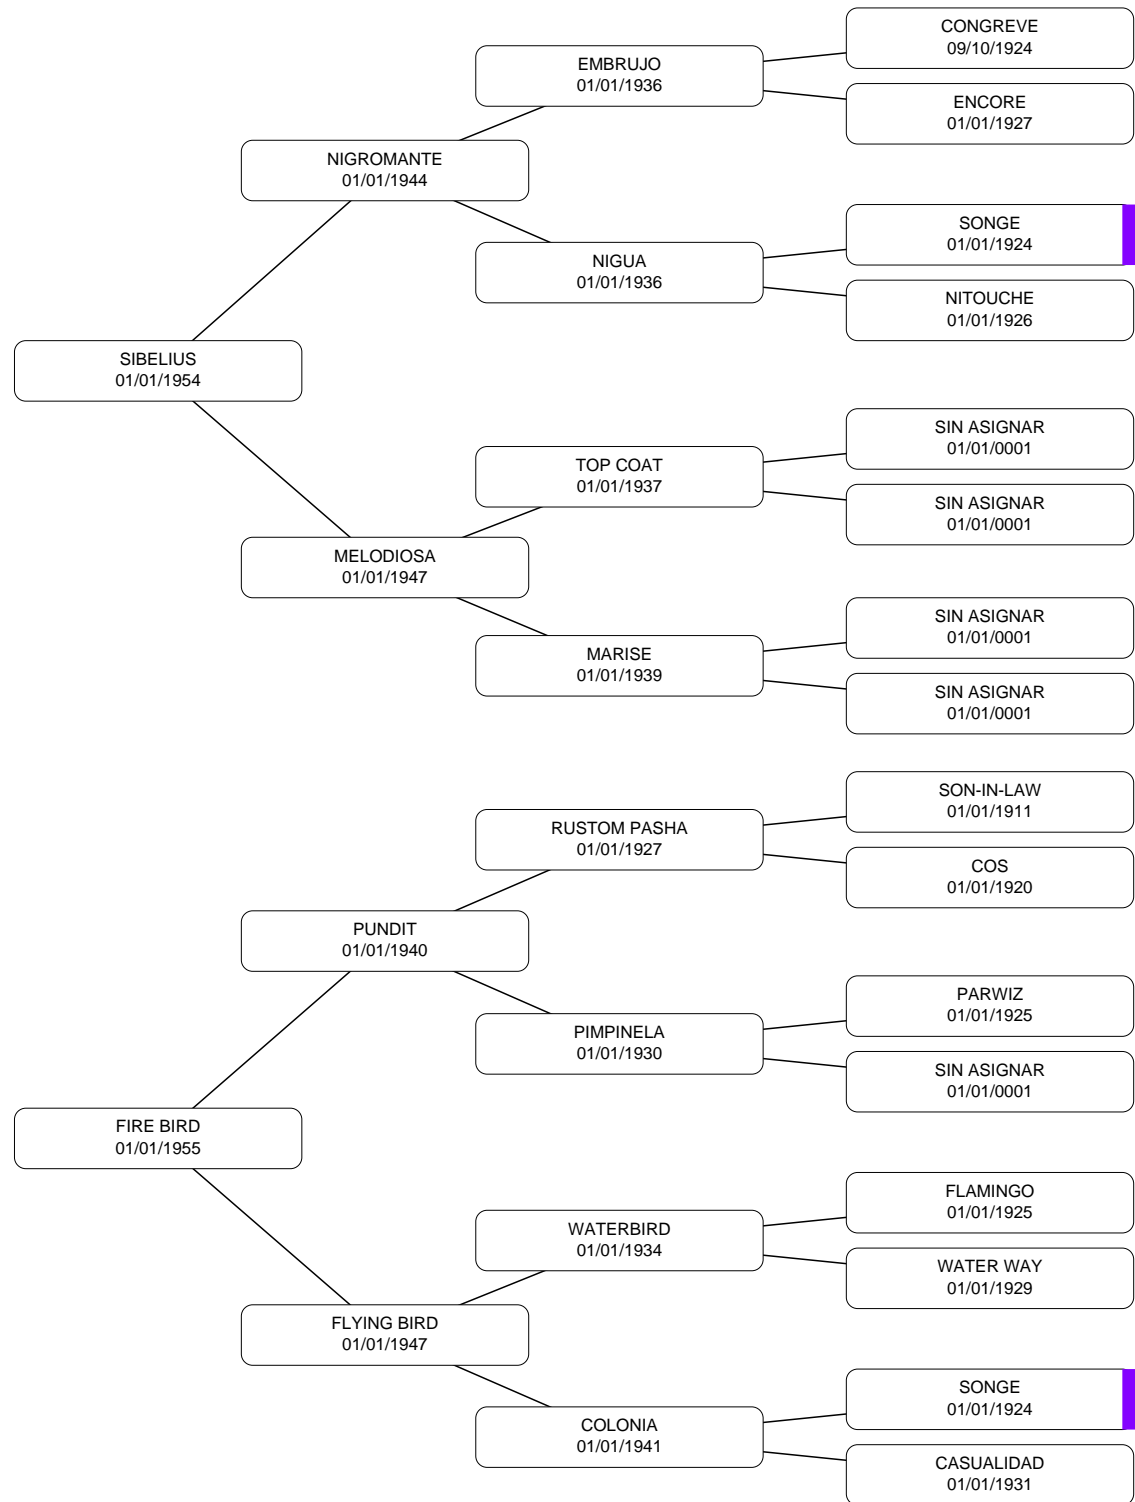 CONGREVE
09/10/1924
EMBRUJO
01/01/1936
ENCORE
01/01/1927
NIGROMANTE
01/01/1944
SONGE
01/01/1924
NIGUA
01/01/1936
NITOUCHE
01/01/1926
SIBELIUS
01/01/1954
SIN ASIGNAR
01/01/0001
TOP COAT
01/01/1937
SIN ASIGNAR
01/01/0001
MELODIOSA
01/01/1947
SIN ASIGNAR
01/01/0001
MARISE
01/01/1939
SIN ASIGNAR
01/01/0001
SON-IN-LAW
01/01/1911
RUSTOM PASHA
01/01/1927
COS
01/01/1920
PUNDIT
01/01/1940
PARWIZ
01/01/1925
PIMPINELA
01/01/1930
SIN ASIGNAR
01/01/0001
FIRE BIRD
01/01/1955
FLAMINGO
01/01/1925
WATERBIRD
01/01/1934
WATER WAY
01/01/1929
FLYING BIRD
01/01/1947
SONGE
01/01/1924
COLONIA
01/01/1941
CASUALIDAD
01/01/1931